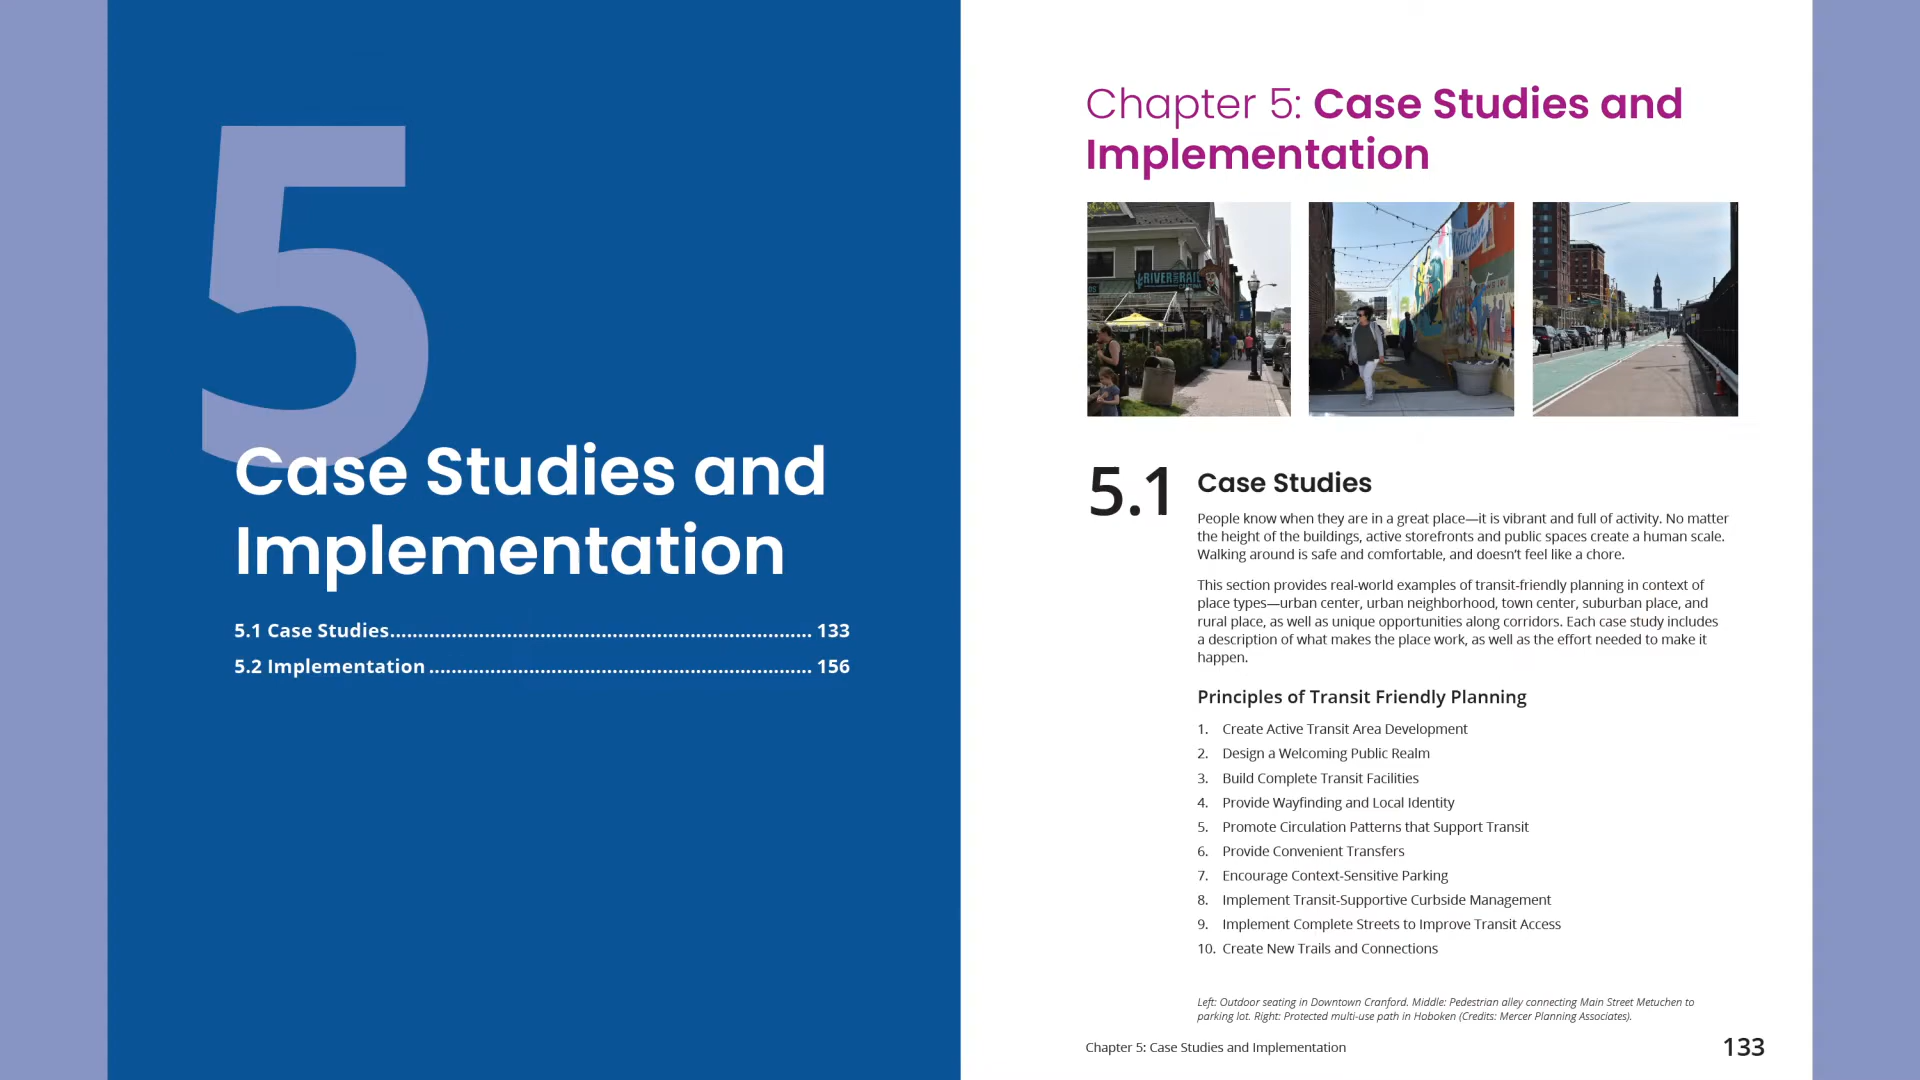 5
Case Studies and
Implementation
5.1 Case Studies........................................................................... 133
5.2 Implementation .................................................................... 156
Chapter 5: Case Studies and
Implementation
RIVER AND RAIL
5.1
Case Studies
People know when they are in a great place—it is vibrant and full of activity. No matter
the height of the buildings, active storefronts and public spaces create a human scale.
Walking around is safe and comfortable, and doesn’t feel like a chore.
This section provides real-world examples of transit-friendly planning in context of
place types—urban center, urban neighborhood, town center, suburban place, and
rural place, as well as unique opportunities along corridors. Each case study includes
a description of what makes the place work, as well as the effort needed to make it
happen.
Principles of Transit Friendly Planning
1. Create Active Transit Area Development
2. Design a Welcoming Public Realm
3. Build Complete Transit Facilities
4. Provide Wayfinding and Local Identity
5. Promote Circulation Patterns that Support Transit
6. Provide Convenient Transfers
7. Encourage Context-Sensitive Parking
8. Implement Transit-Supportive Curbside Management
9. Implement Complete Streets to Improve Transit Access
10. Create New Trails and Connections
Left: Outdoor seating in Downtown Cranford. Middle: Pedestrian alley connecting Main Street Metuchen to
parking lot. Right: Protected multi-use path in Hoboken (Credits: Mercer Planning Associates).
Chapter 5: Case Studies and Implementation
133